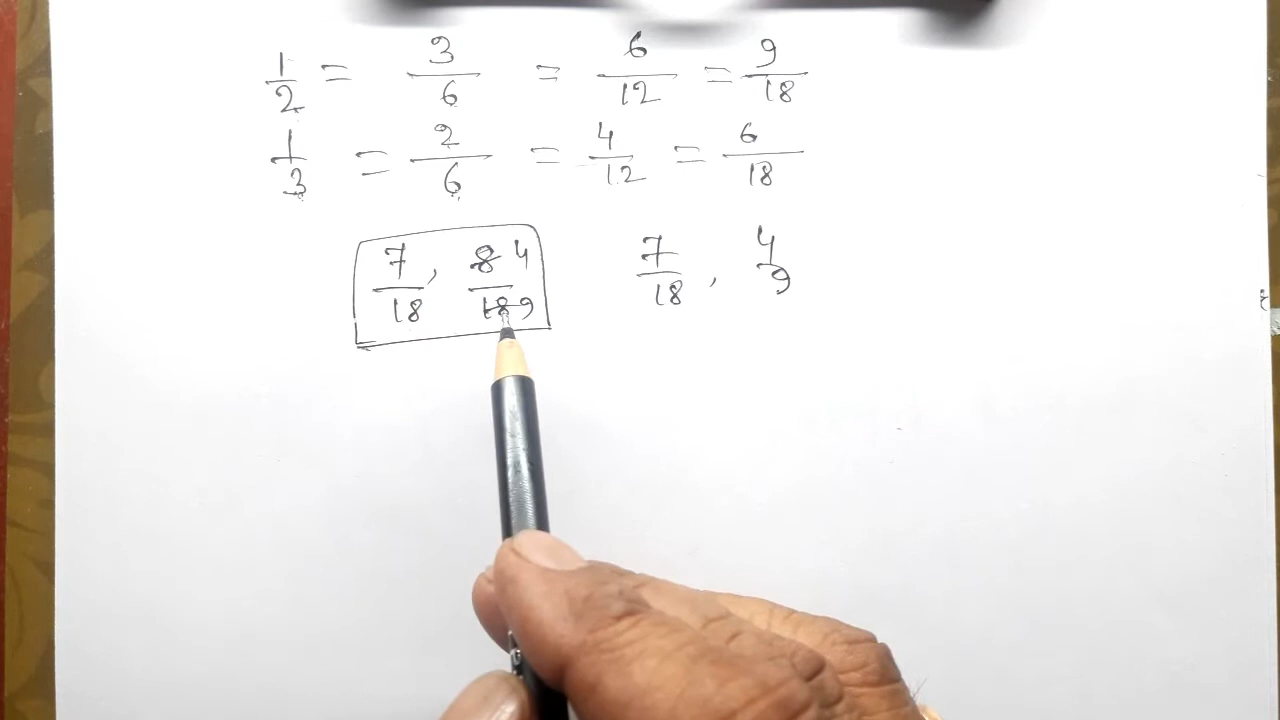 1/2 = 3/6 = 6/12 = 9/18
1/3 = 2/6 = 4/12 = 6/18
7/18, 8/18 4/9 7/18, 4/9